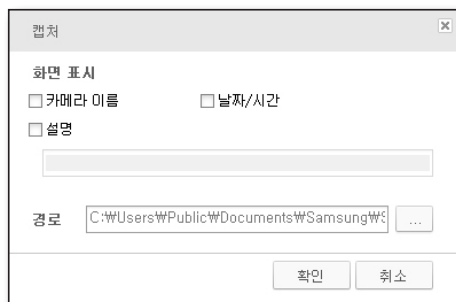 캡처
화면 표시
카메라 이름 날짜/시간
설명
경로 C:₩Users₩Public₩Documents₩Samsung₩S ...
확인 취소